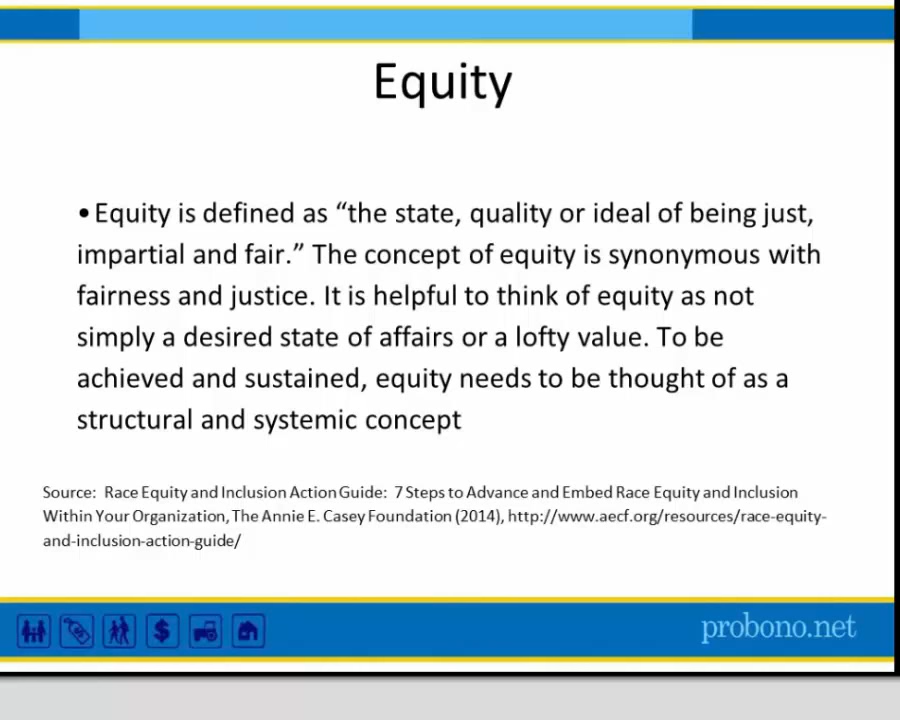 Equity
•Equity is defined as “the state, quality or ideal of being just,
impartial and fair.” The concept of equity is synonymous with
fairness and justice. It is helpful to think of equity as not
simply a desired state of affairs or a lofty value. To be
achieved and sustained, equity needs to be thought of as a
structural and systemic concept
Source: Race Equity and Inclusion Action Guide: 7 Steps to Advance and Embed Race Equity and Inclusion
Within Your Organization, The Annie E. Casey Foundation (2014), http://www.aecf.org/resources/race-equity-
and-inclusion-action-guide/
$
probono.net